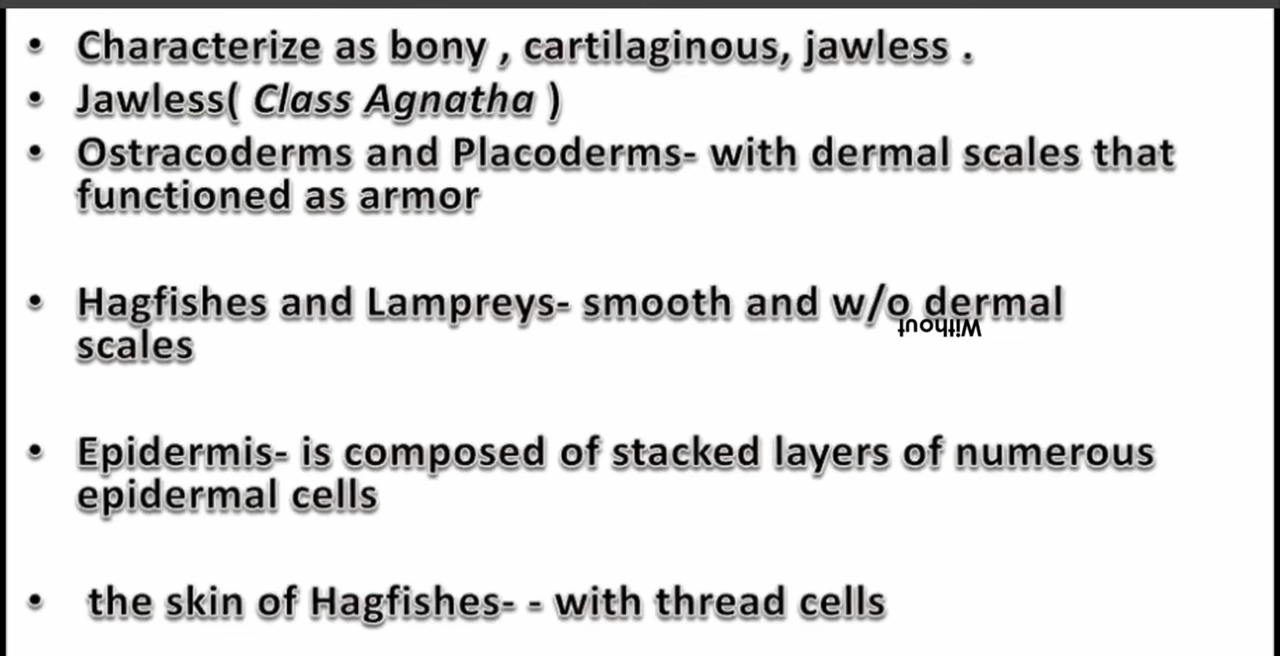 • Characterize as bony , cartilaginous, jawless .
• Jawless( Class Agnatha )
• Ostracoderms and Placoderms- with dermal scales that
functioned as armor
• Hagfishes and Lampreys- smooth and w/o dermal
Without
scales
• Epidermis- is composed of stacked layers of numerous
epidermal cells
• the skin of Hagfishes- - with thread cells